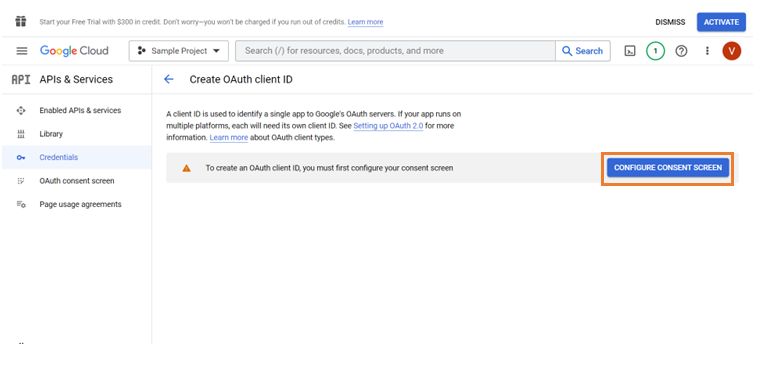 Start your Free Trial with $300 in credit. Don't worry—you won't be charged if you run out of credits. Learn more
DISMISS
ACTIVATE
Google Cloud
Sample Project
Search (/) for resources, docs, products, and more
Search
1
V
API APIs & Services
Create OAuth client ID
Enabled APIs & services
Library
Credentials
OAuth consent screen
Page usage agreements
A client ID is used to identify a single app to Google's OAuth servers. If your app runs on
multiple platforms, each will need its own client ID. See Setting up OAuth 2.0 for more
information. Learn more about OAuth client types.
To create an OAuth client ID, you must first configure your consent screen
CONFIGURE CONSENT SCREEN